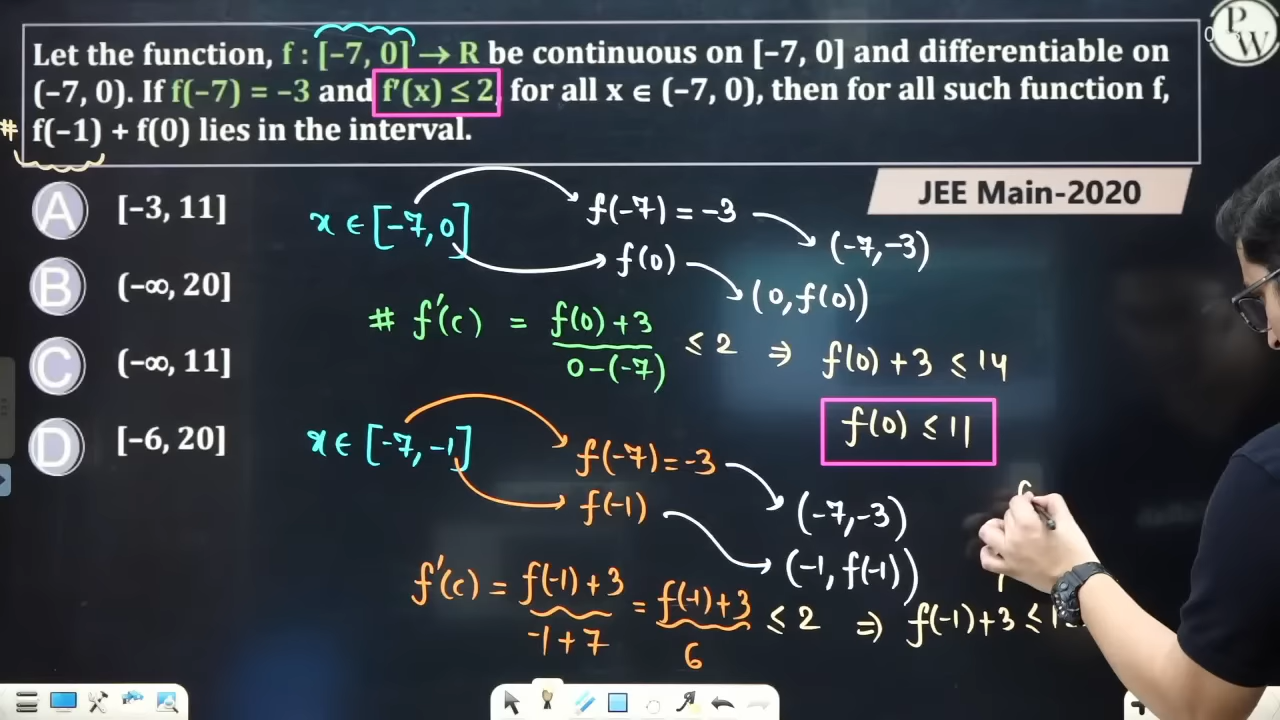 Let the function, f : [−7, 0] → R be continuous on [−7, 0] and differentiable on
(−7, 0). If f(−7) = −3 and f'(x) ≤ 2, for all x ∈ (−7, 0), then for all such function f,
# f(−1) + f(0) lies in the interval.
P
W
JEE Main-2020
A [−3, 11]
B (−∞, 20]
C (−∞, 11]
D [−6, 20]
x ∈ [-7, 0]
f(-7) = -3
(-7, -3)
f(0)
(0, f(0))
# f'(c) = f(0)+3 / 0-(-7) ≤ 2 ⇒ f(0) + 3 ≤ 14
f(0) ≤ 11
x ∈ [-7, -1]
f(-7) = -3
(-7, -3)
f(-1)
(-1, f(-1))
f'(c) = f(-1)+3 / -1+7 = f(-1)+3 / 6 ≤ 2 ⇒ f(-1)+3 ≤